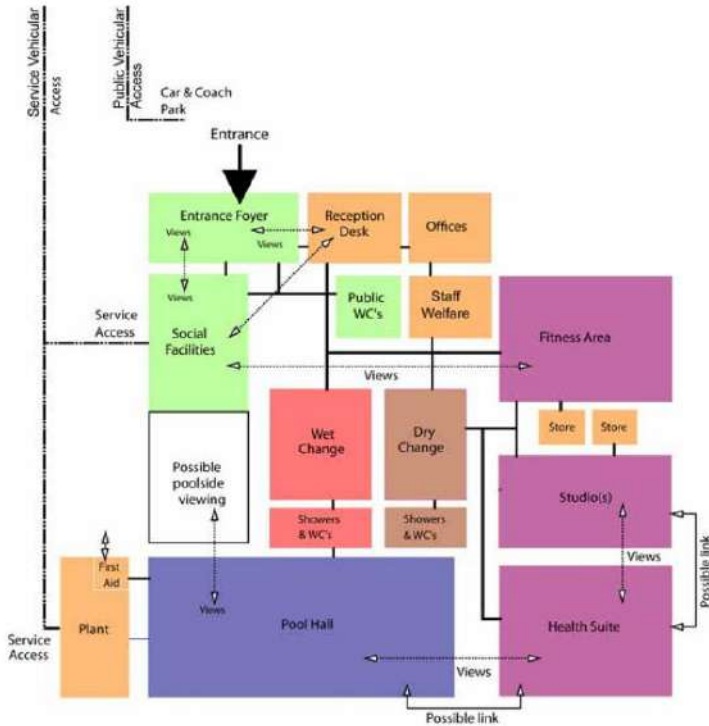 Service Vehicular
Access
Public Vehicular
Access
Car & Coach
Park
Entrance
Entrance Foyer
Views
Views
Reception
Desk
Offices
Views
Social
Facilities
Public
WC's
Staff
Welfare
Fitness Area
Service
Access
Views
Wet
Change
Dry
Change
Store
Store
Possible
poolside
viewing
Studio(s)
Showers
& WC's
Showers
& WC's
Views
Possible link
First
Aid
Plant
Views
Pool Hall
Health Suite
Service
Access
Views
Possible link